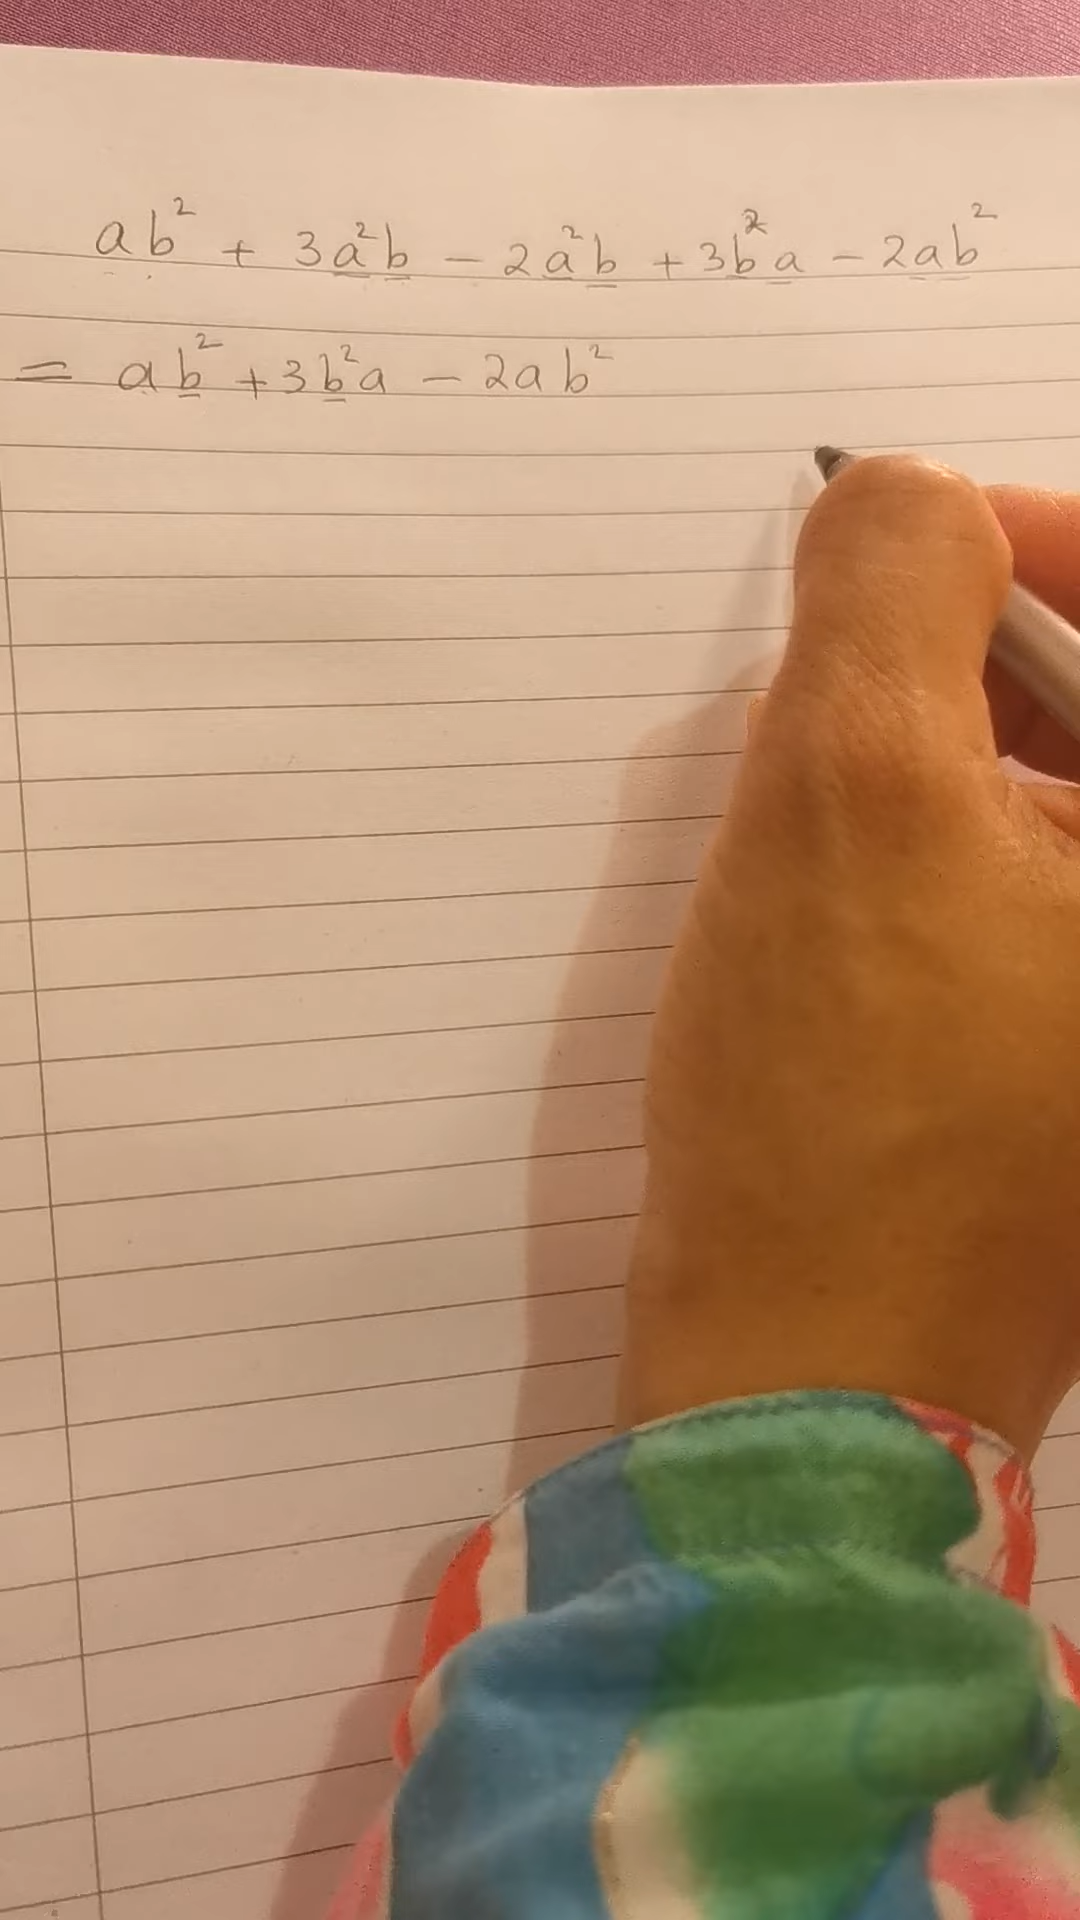 ab² + 3a²b - 2a²b + 3b²a - 2ab²
= ab² + 3b²a - 2ab²